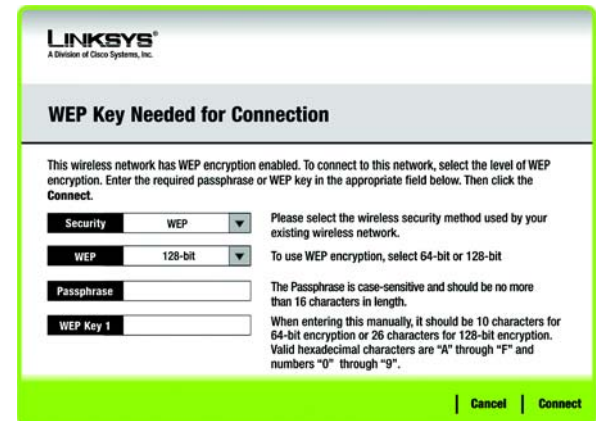 LINKSYS®
A Division of Cisco Systems, Inc.
WEP Key Needed for Connection
This wireless network has WEP encryption enabled. To connect to this network, select the level of WEP
encryption. Enter the required passphrase or WEP key in the appropriate field below. Then click the
Connect.
Security WEP
Please select the wireless security method used by your
existing wireless network.
WEP 128-bit
To use WEP encryption, select 64-bit or 128-bit
Passphrase
The Passphrase is case-sensitive and should be no more
than 16 characters in length.
WEP Key 1
When entering this manually, it should be 10 characters for
64-bit encryption or 26 characters for 128-bit encryption.
Valid hexadecimal characters are “A” through “F” and
numbers “0” through “9”.
Cancel Connect